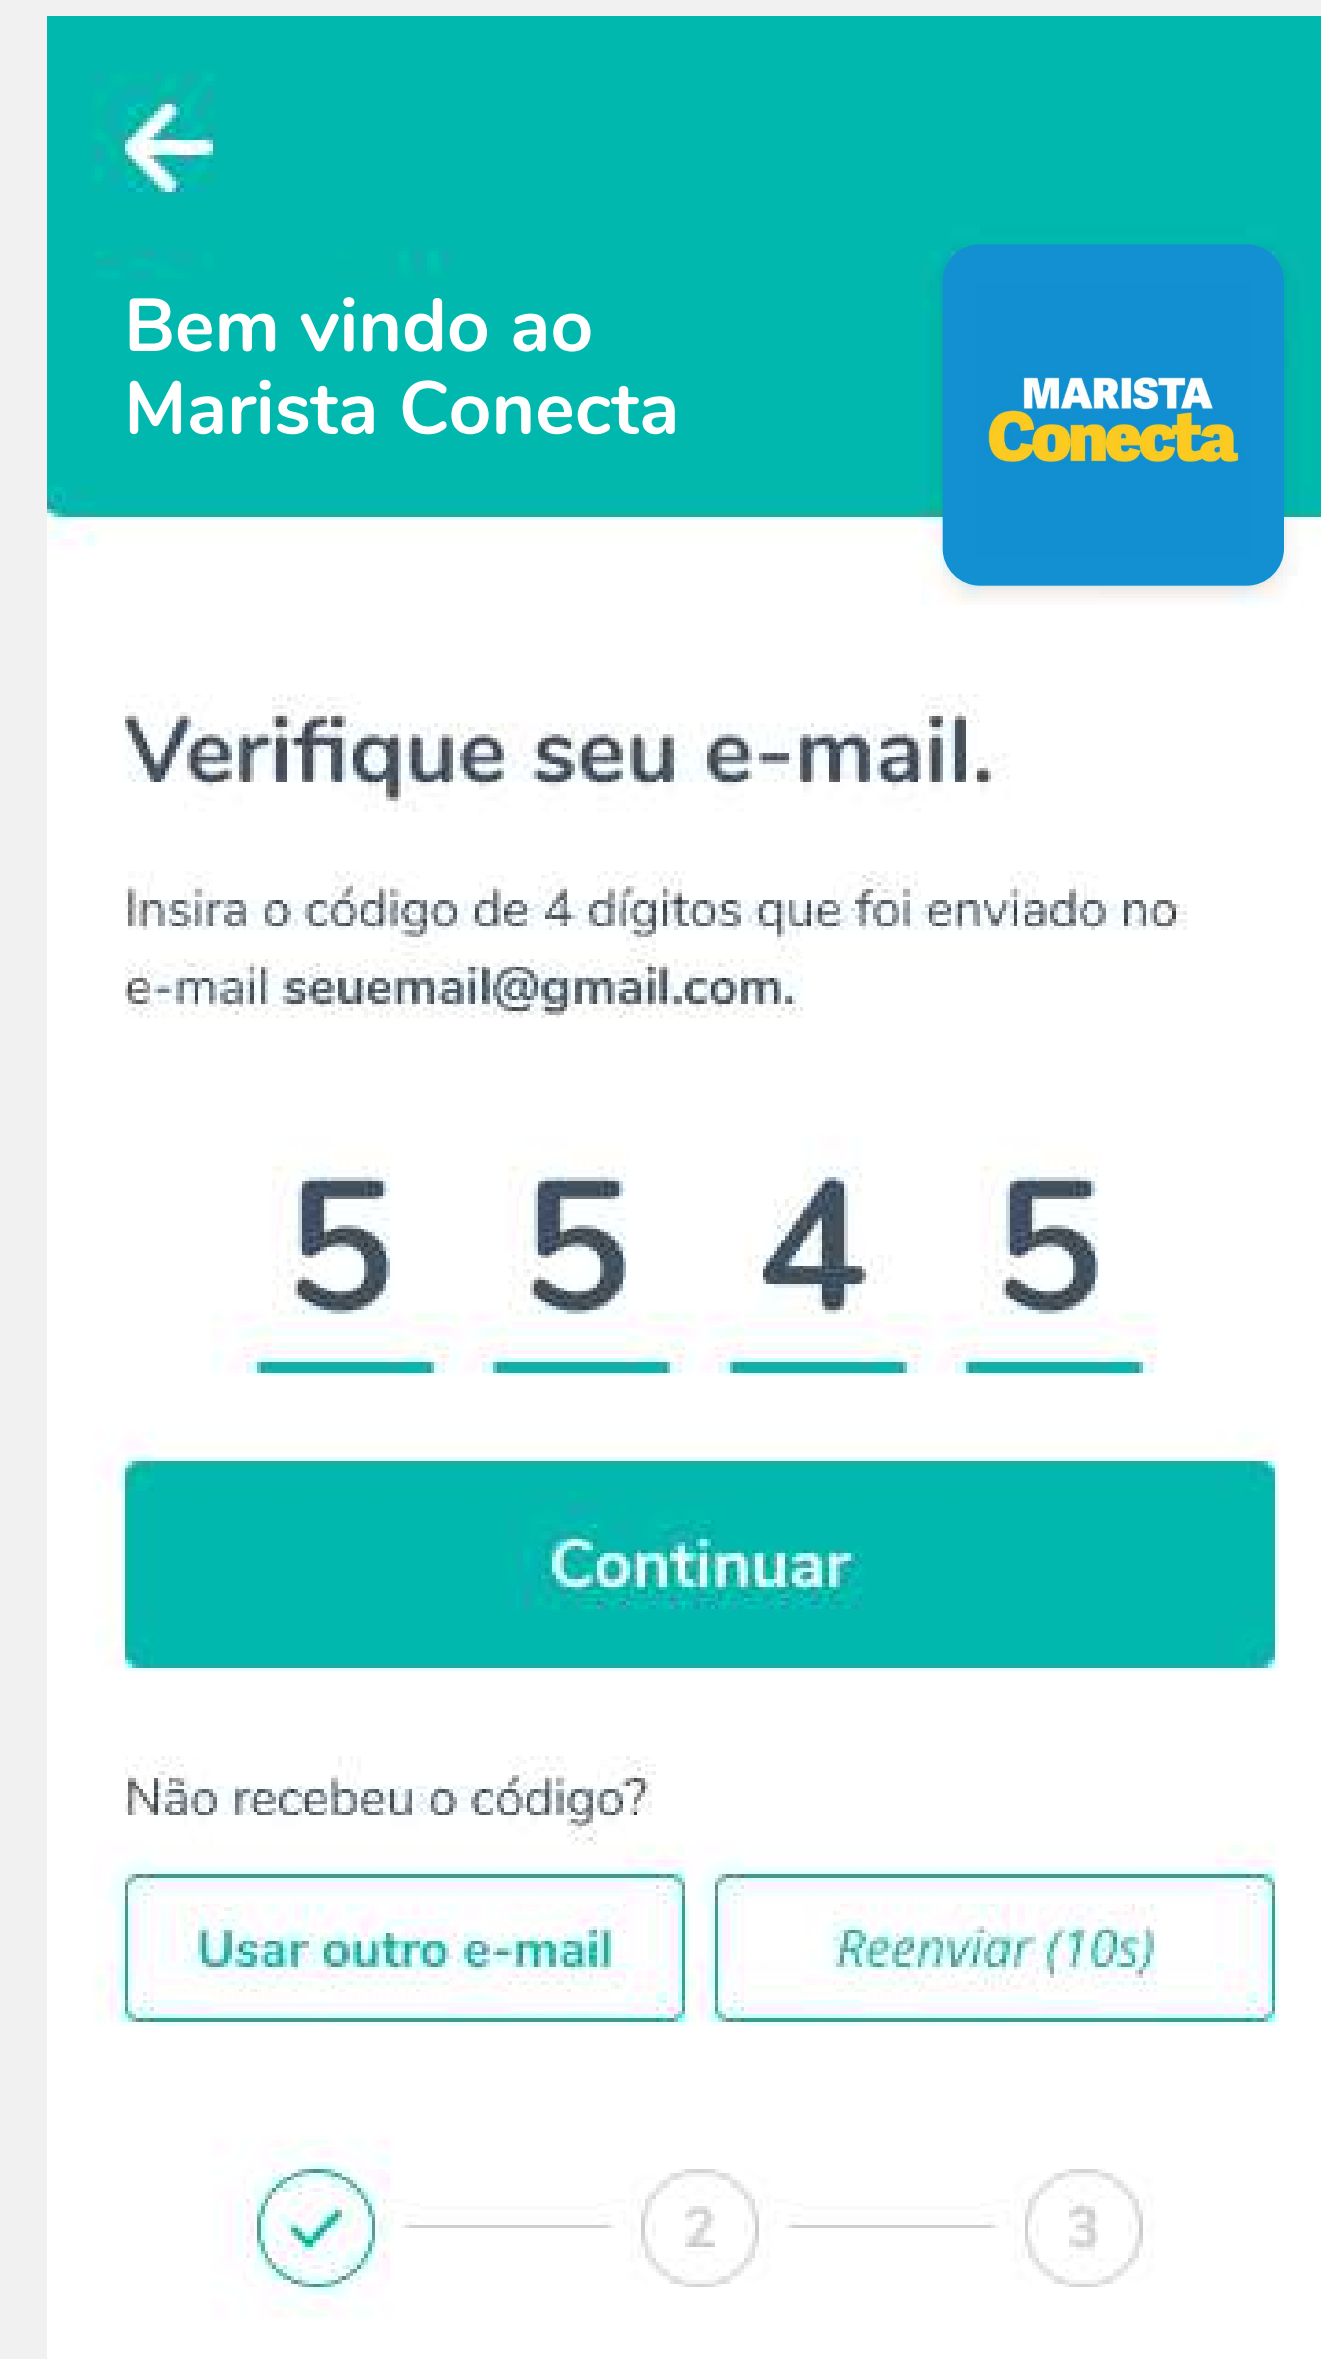 Bem vindo ao
Marista Conecta
MARISTA
Conecta
Verifique seu e-mail.
Insira o código de 4 dígitos que foi enviado no
e-mail seuemail@gmail.com.
5 5 4 5
Continuar
Não recebeu o código?
Usar outro e-mail Reenviar (10s)
2 3